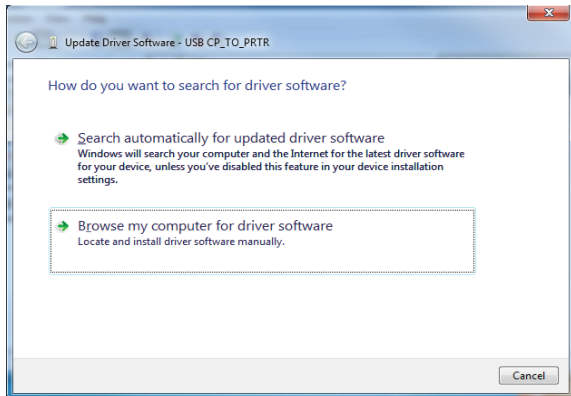 Update Driver Software - USB CP_TO_PRTR
How do you want to search for driver software?
Search automatically for updated driver software
Windows will search your computer and the Internet for the latest driver software
for your device, unless you've disabled this feature in your device installation
settings.
Browse my computer for driver software
Locate and install driver software manually.
Cancel